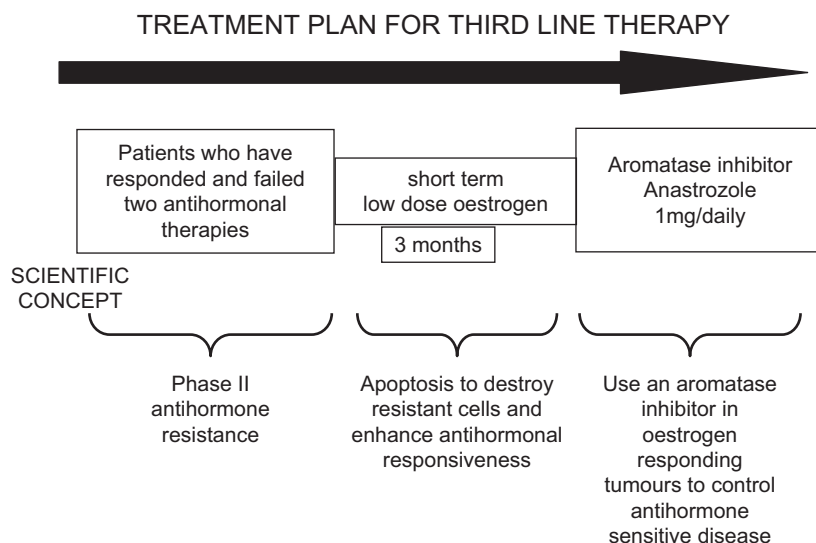 TREATMENT PLAN FOR THIRD LINE THERAPY
Patients who have
responded and failed
two antihormonal
therapies
short term
low dose oestrogen
3 months
Aromatase inhibitor
Anastrozole
1mg/daily
SCIENTIFIC
CONCEPT
Phase II
antihormone
resistance
Apoptosis to destroy
resistant cells and
enhance antihormonal
responsiveness
Use an aromatase
inhibitor in
oestrogen
responding
tumours to control
antihormone
sensitive disease